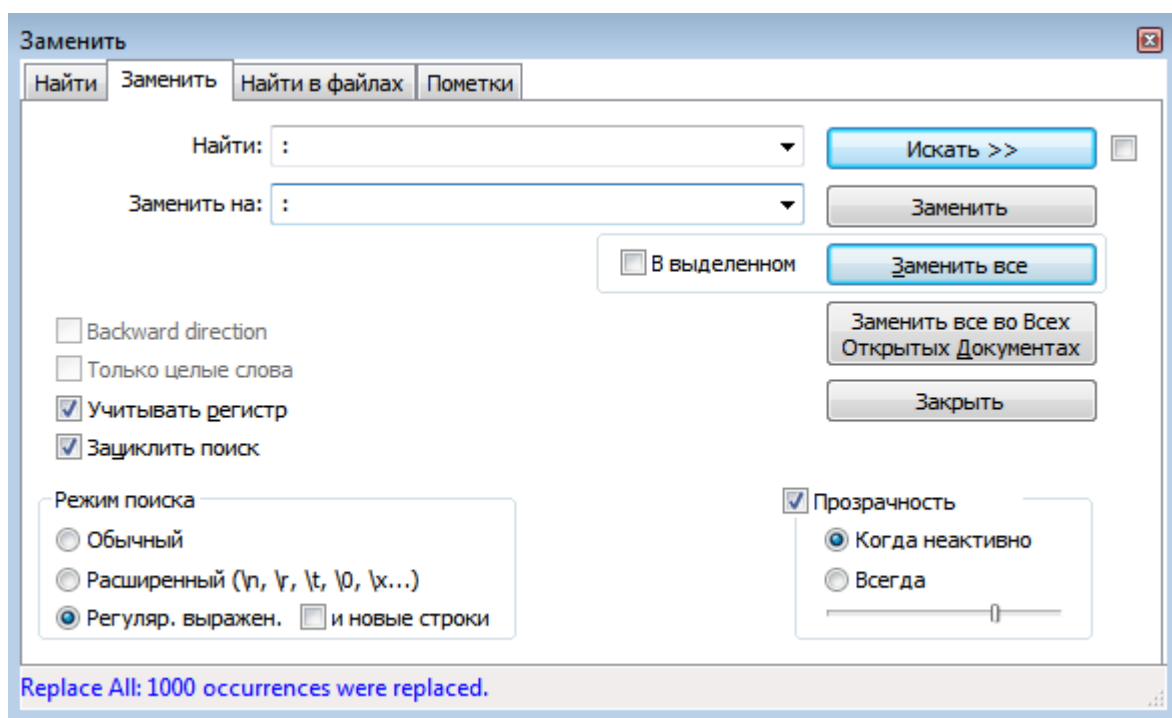 Заменить
Найти Заменить Найти в файлах Пометки
Найти: : Искать >>
Заменить на: : Заменить
В выделенном Заменить все
Backward direction
Заменить все во Всех
Открытых Документах
Только целые слова
Учитывать регистр
Закрыть
Зациклить поиск
Режим поиска
Прозрачность
Обычный
Когда неактивно
Расширенный (\n, \r, \t, \0, \x...)
Всегда
Регуляр. выражен. и новые строки
Replace All: 1000 occurrences were replaced.